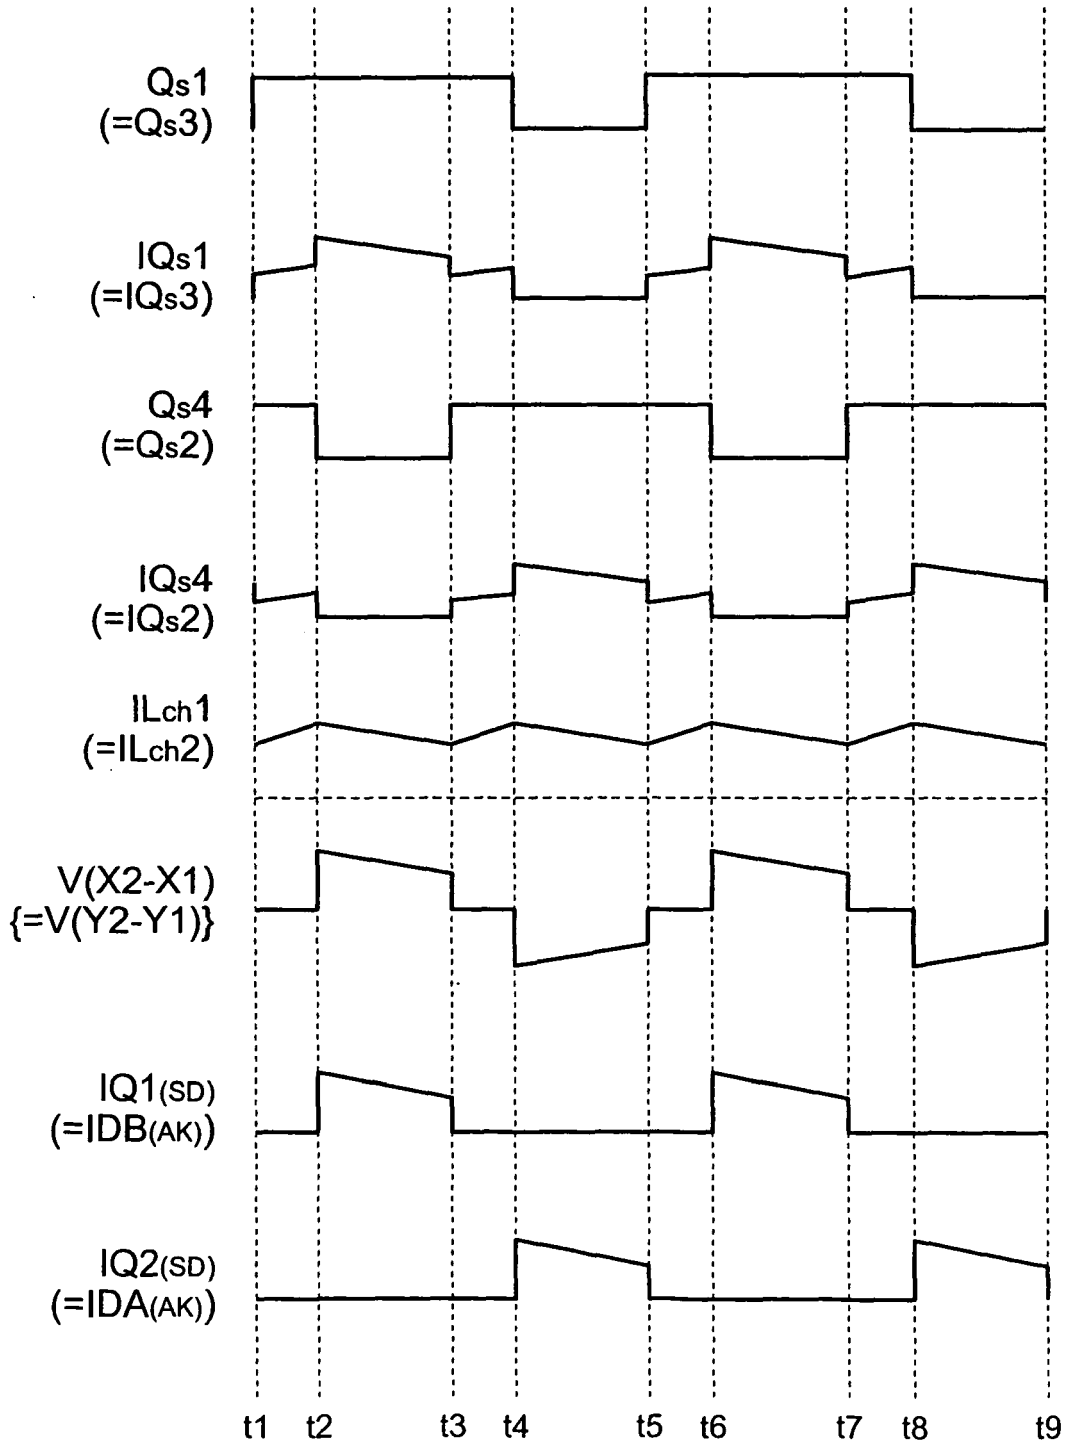 Qs1
(=Qs3)
IQs1
(=IQs3)
Qs4
(=Qs2)
IQs4
(=IQs2)
ILch1
(=ILch2)
V(X2-X1)
{=V(Y2-Y1)}
IQ1(SD)
(=IDB(AK))
IQ2(SD)
(=IDA(AK))
t1 t2 t3 t4 t5 t6 t7 t8 t9